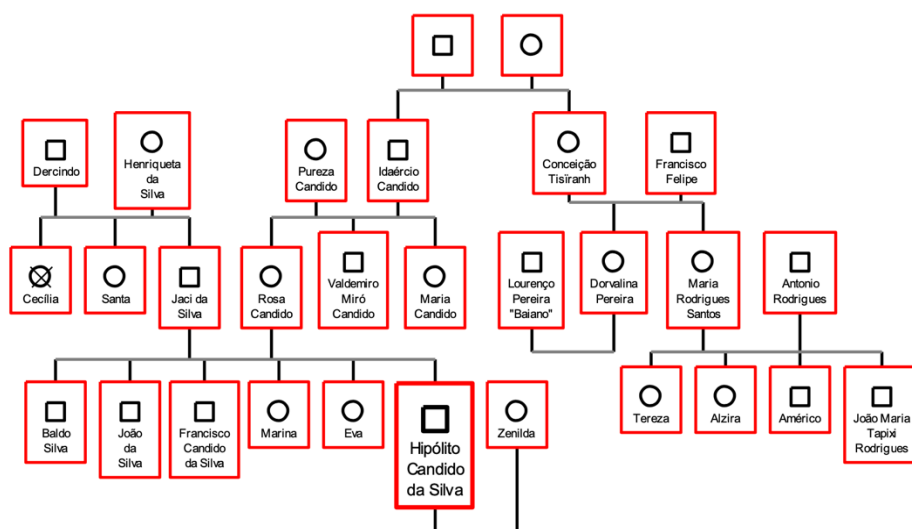 Dercindo
Henriqueta
da
Silva
Pureza
Candido
Idaércio
Candido
Conceição
Tisïranh
Francisco
Felipe
Cecília
Santa
Jaci da
Silva
Rosa
Candido
Valdemiro
Miró
Candido
Maria
Candido
Lourenço
Pereira
"Baiano"
Dorvalina
Pereira
Maria
Rodrigues
Santos
Antonio
Rodrigues
Baldo
Silva
João
da
Silva
Francisco
Candido
da Silva
Marina
Eva
Hipólito
Candido
da Silva
Zenilda
Tereza
Alzira
Américo
João Maria
Tapixi
Rodrigues